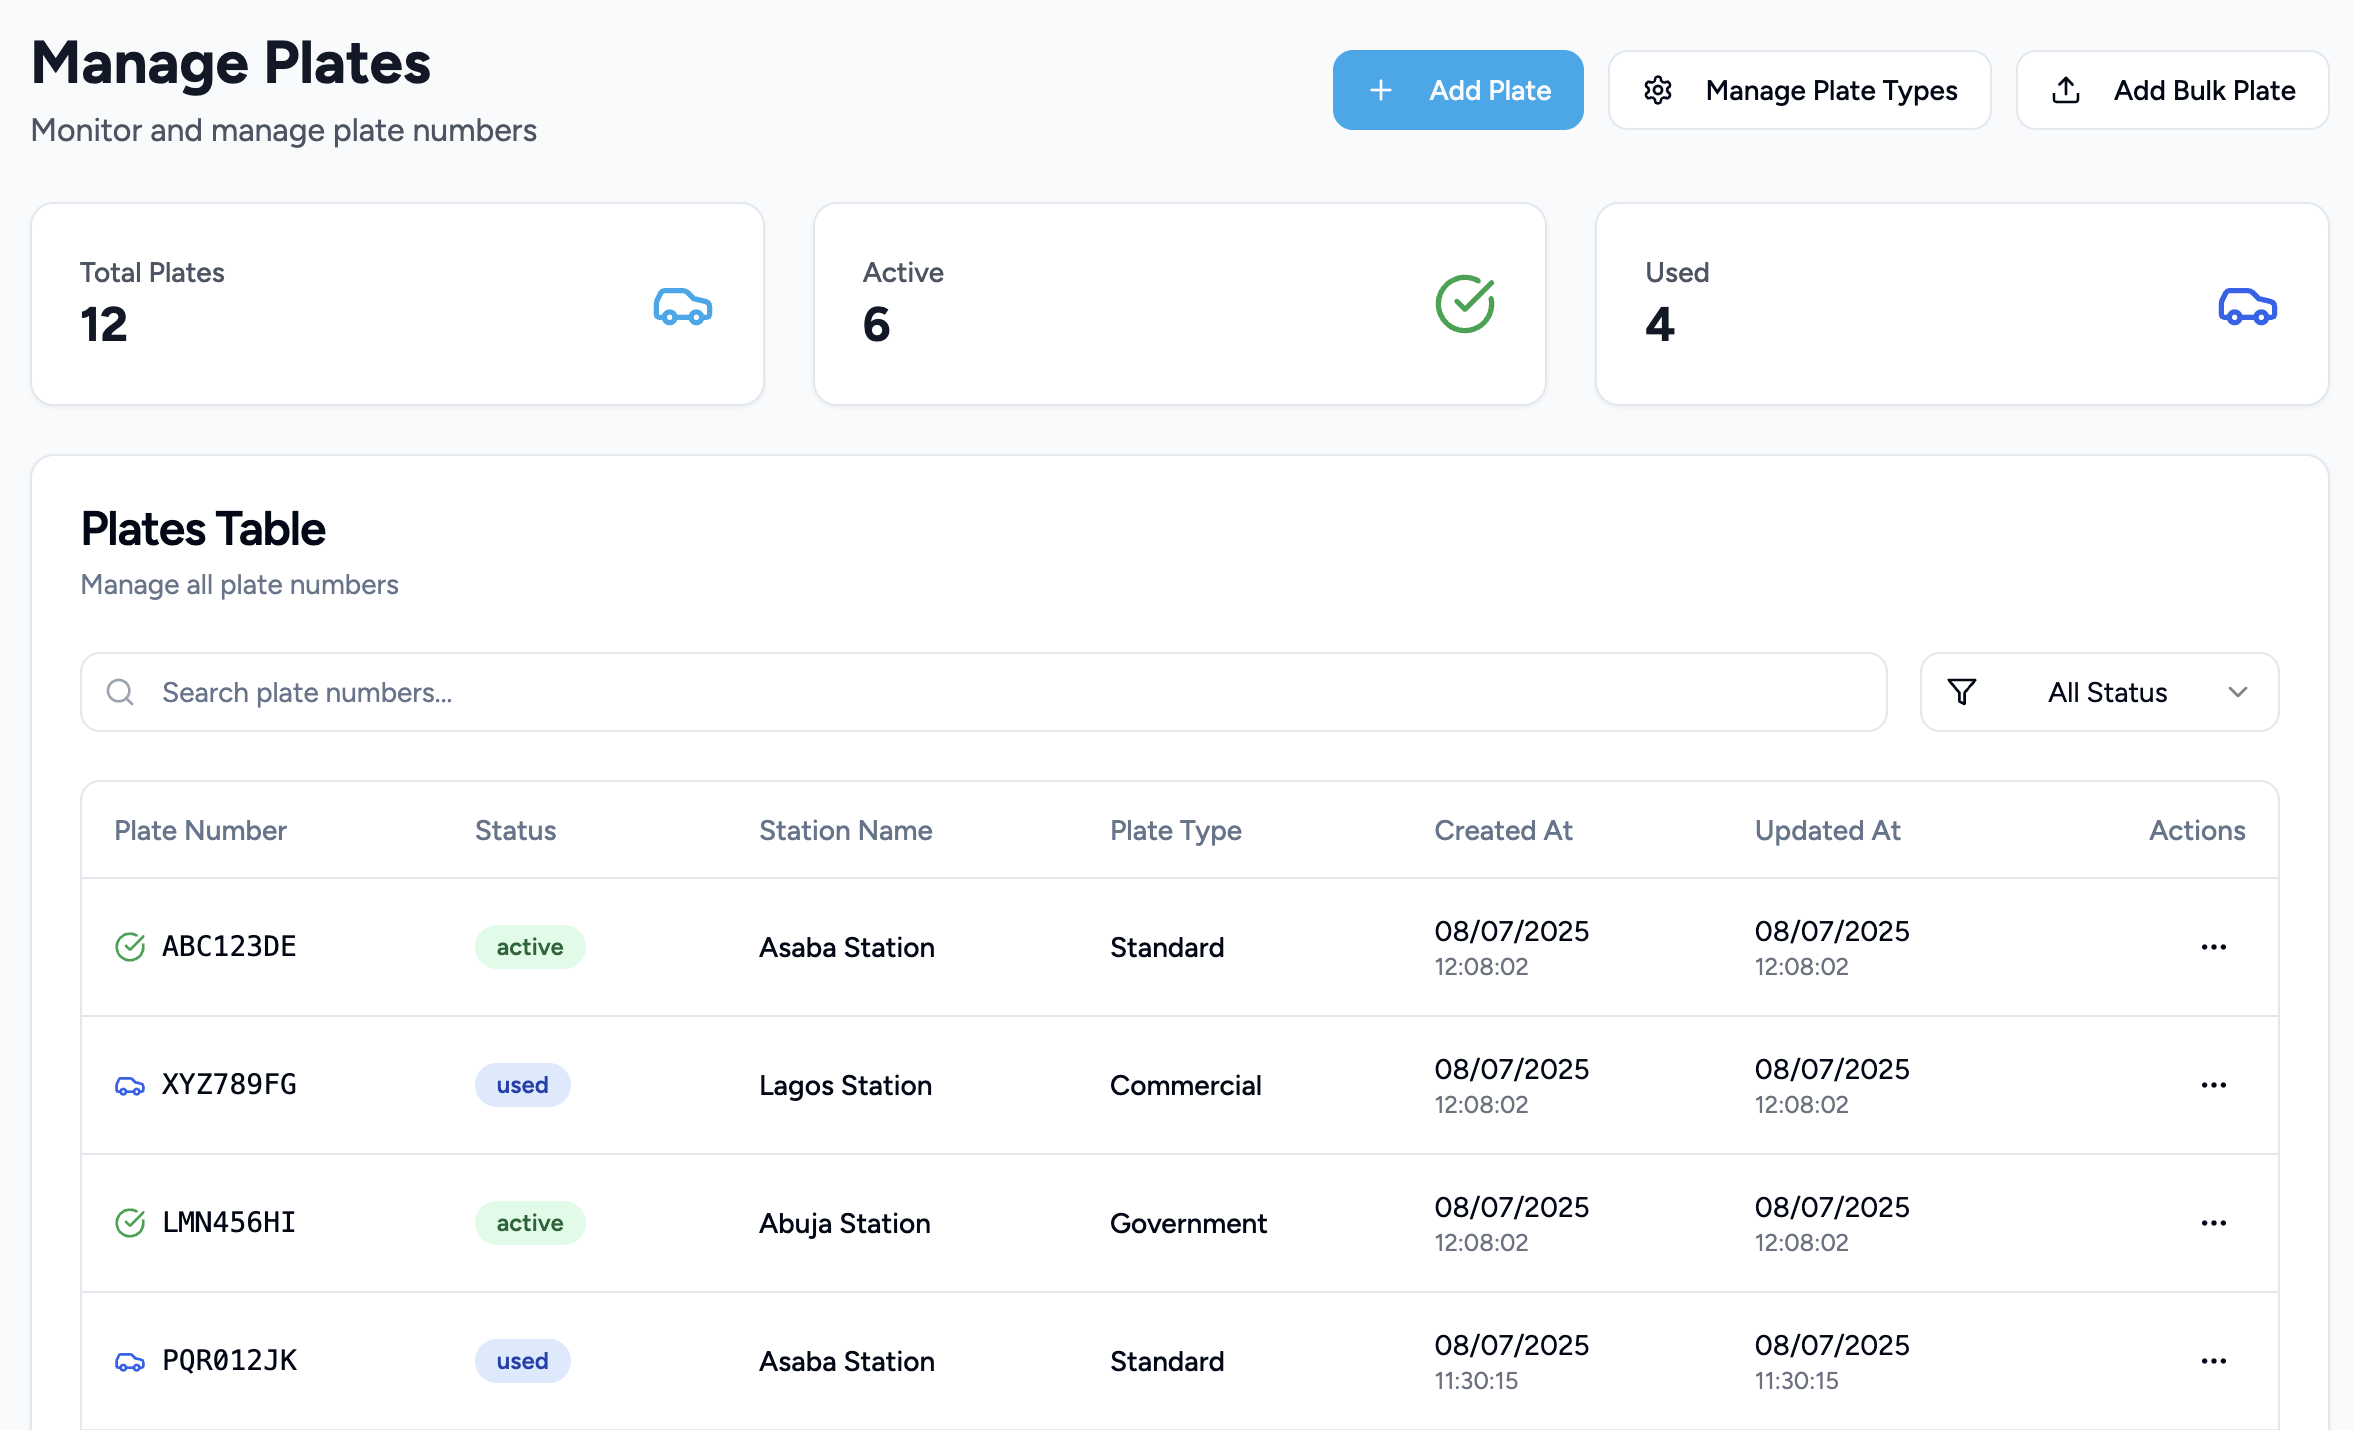 Manage Plates
Monitor and manage plate numbers
Add Plate
Manage Plate Types
Add Bulk Plate
Total Plates
12
Active
6
Used
4
Plates Table
Manage all plate numbers
Search plate numbers...
All Status
Plate Number Status Station Name Plate Type Created At Updated At Actions
ABC123DE active Asaba Station Standard 08/07/2025 08/07/2025
12:08:02 12:08:02
XYZ789FG used Lagos Station Commercial 08/07/2025 08/07/2025
12:08:02 12:08:02
LMN456HI active Abuja Station Government 08/07/2025 08/07/2025
12:08:02 12:08:02
PQR012JK used Asaba Station Standard 08/07/2025 08/07/2025
11:30:15 11:30:15